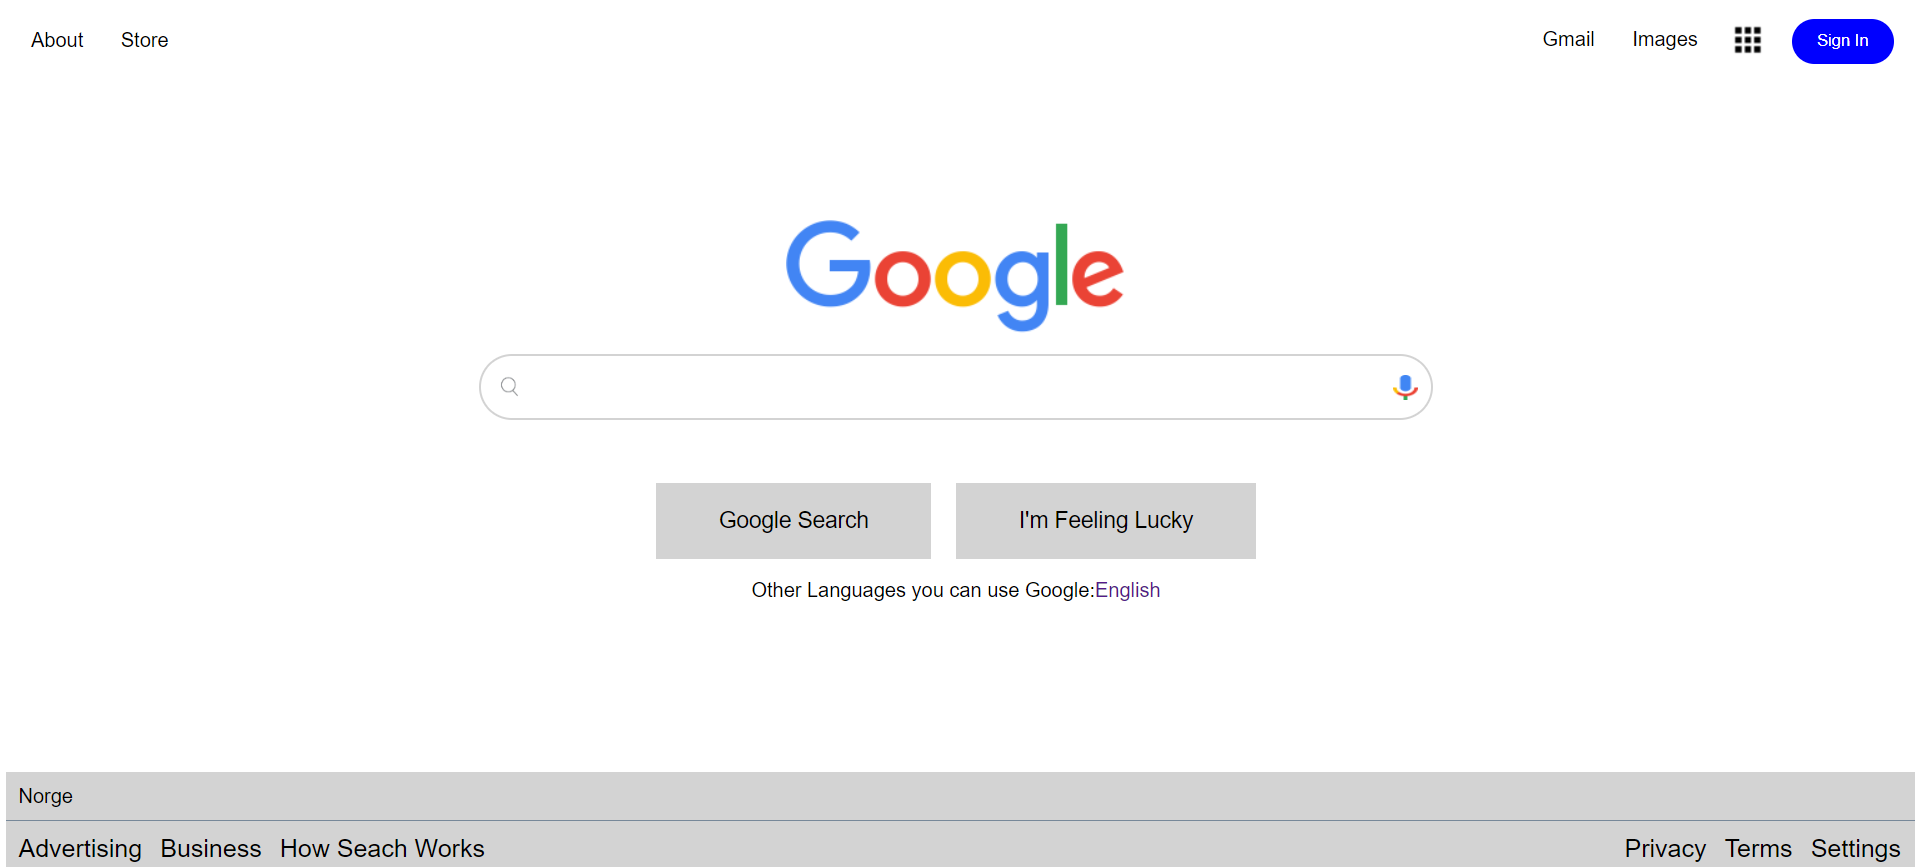 About Store Gmail Images Sign In
Google
Google Search I'm Feeling Lucky
Other Languages you can use Google:English
Norge
Advertising Business How Seach Works Privacy Terms Settings